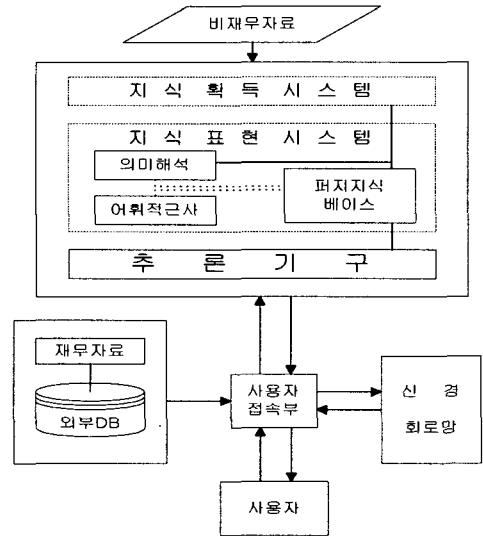 비재무자료
지 식 획 득 시 스 템
지 식 표 현 시 스 템
의미해석
어휘적근사
퍼지지식
베이스
추 론 기 구
재무자료
외부DB
사용자
접속부
신 경
회로망
사용자